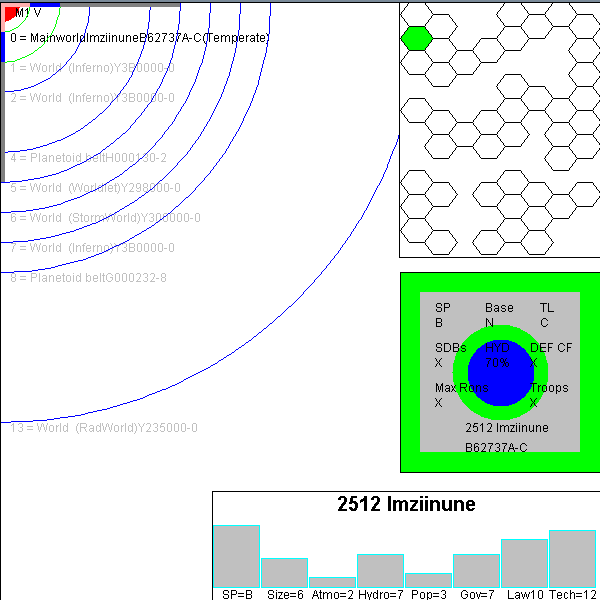 M1 V
0 = MainworldImziinuneB62737A-C(Temperate)
1 = World  (Inferno)Y3B0000-0
2 = World  (Inferno)Y3B0000-0
4 = Planetoid beltH000130-2
5 = World  (Worldlet)Y298000-0
6 = World  (StormWorld)Y300000-0
7 = World  (Inferno)Y3B0000-0
8 = Planetoid beltG000232-8
13 = World  (RadWorld)Y235000-0
SP Base TL
B N C
SDBs HYD DEF CF
X 70% X
Max Rune Troops
X X
2512 Imziinune
B62737A-C
2512 Imziinune
SP=B Size=6 Atmo=2 Hydro=7 Pop=3 Gov=7 Law10 Tech=12